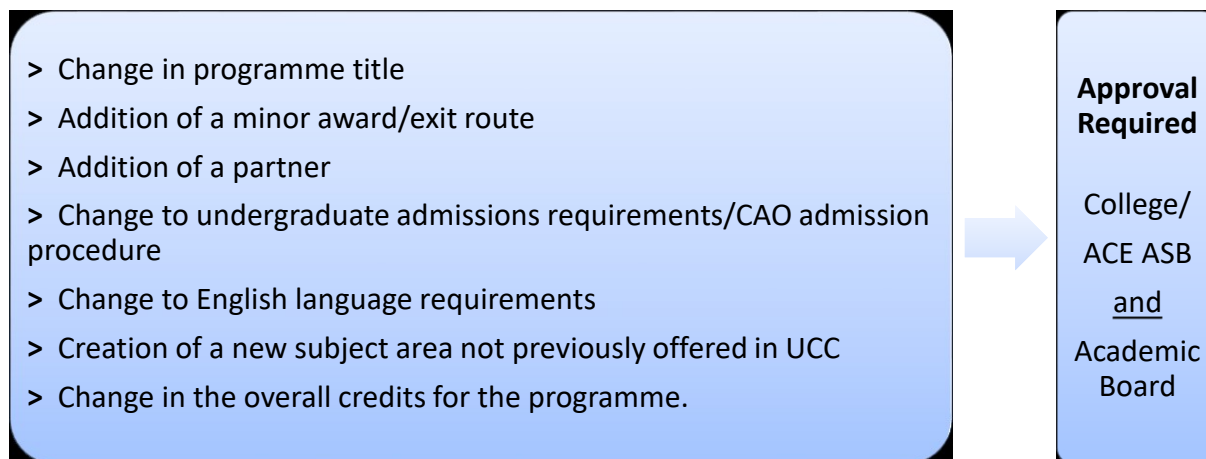 > Change in programme title
> Addition of a minor award/exit route
> Addition of a partner
> Change to undergraduate admissions requirements/CAO admission
procedure
> Change to English language requirements
> Creation of a new subject area not previously offered in UCC
> Change in the overall credits for the programme.
Approval
Required
College/
ACE ASB
and
Academic
Board